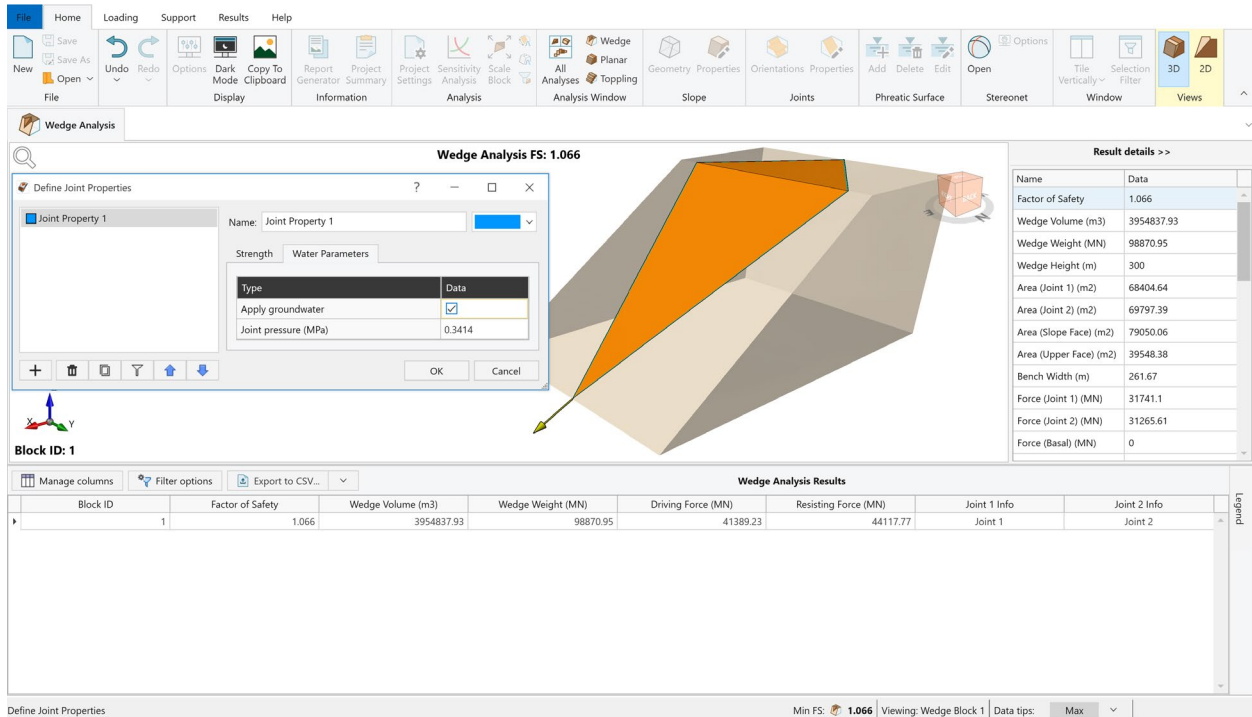 File Home Loading Support Results Help
New Save Save As Open Undo Redo Options Dark Mode Copy To Clipboard Report Generator Project Summary Project Settings Sensitivity Analysis Scale Block All Analyses Wedge Planar Toppling Geometry Properties Orientations Properties Add Delete Edit Open Options Tile Vertically Selection Filter 3D 2D
File Display Information Analysis Analysis Window Slope Joints Phreatic Surface Stereonet Window Views
Wedge Analysis
Wedge Analysis FS: 1.066
Define Joint Properties ?
Joint Property 1
Name: Joint Property 1
Strength Water Parameters
Type Data
Apply groundwater
Joint pressure (MPa) 0.3414
OK Cancel
X Y
Block ID: 1
Result details >>
Name Data
Factor of Safety 1.066
Wedge Volume (m3) 3954837.93
Wedge Weight (MN) 98870.95
Wedge Height (m) 300
Area (Joint 1) (m2) 68404.64
Area (Joint 2) (m2) 69797.39
Area (Slope Face) (m2) 79050.06
Area (Upper Face) (m2) 39548.38
Bench Width (m) 261.67
Force (Joint 1) (MN) 31741.1
Force (Joint 2) (MN) 31265.61
Force (Basal) (MN) 0
Manage columns Filter options Export to CSV... Wedge Analysis Results
Block ID Factor of Safety Wedge Volume (m3) Wedge Weight (MN) Driving Force (MN) Resisting Force (MN) Joint 1 Info Joint 2 Info
1 1.066 3954837.93 98870.95 41389.23 44117.77 Joint 1 Joint 2
Legend
Define Joint Properties Min FS: 1.066 Viewing: Wedge Block 1 Data tips: Max